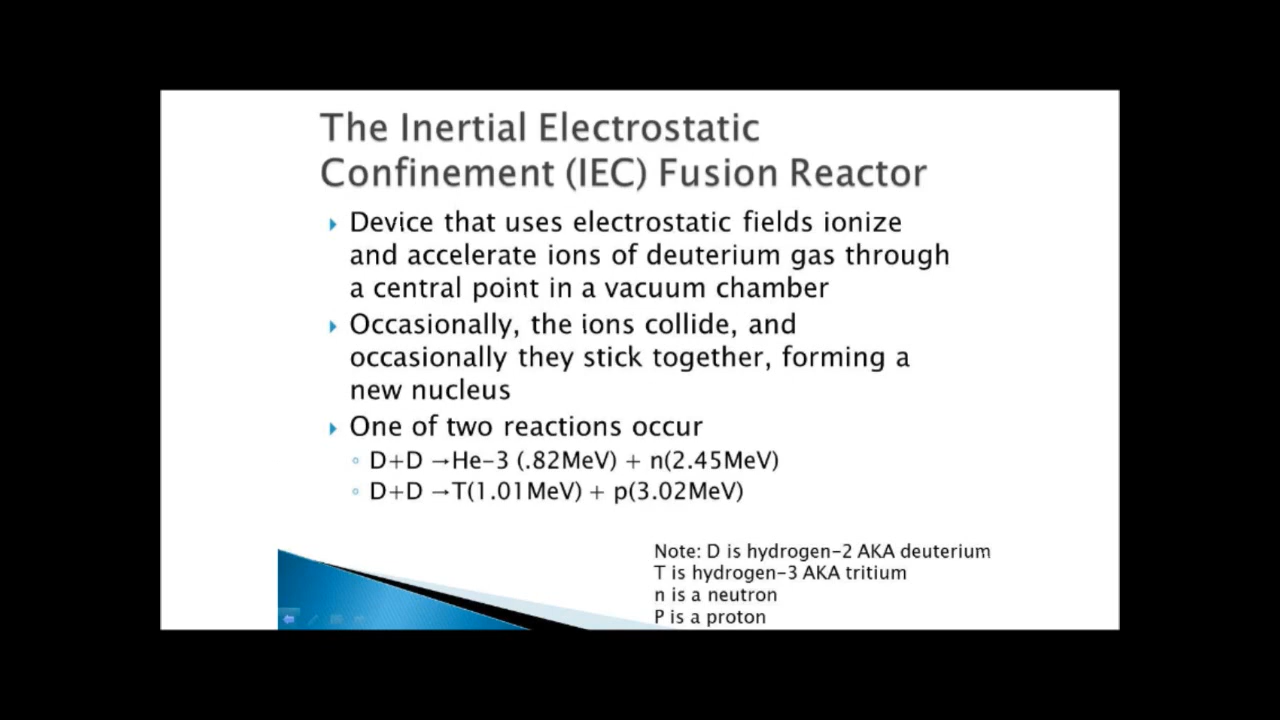 The Inertial Electrostatic
Confinement (IEC) Fusion Reactor
Device that uses electrostatic fields ionize
and accelerate ions of deuterium gas through
a central point in a vacuum chamber
Occasionally, the ions collide, and
occasionally they stick together, forming a
new nucleus
One of two reactions occur
D+D →He-3 (.82MeV) + n(2.45MeV)
D+D →T(1.01MeV) + p(3.02MeV)
Note: D is hydrogen-2 AKA deuterium
T is hydrogen-3 AKA tritium
n is a neutron
P is a proton